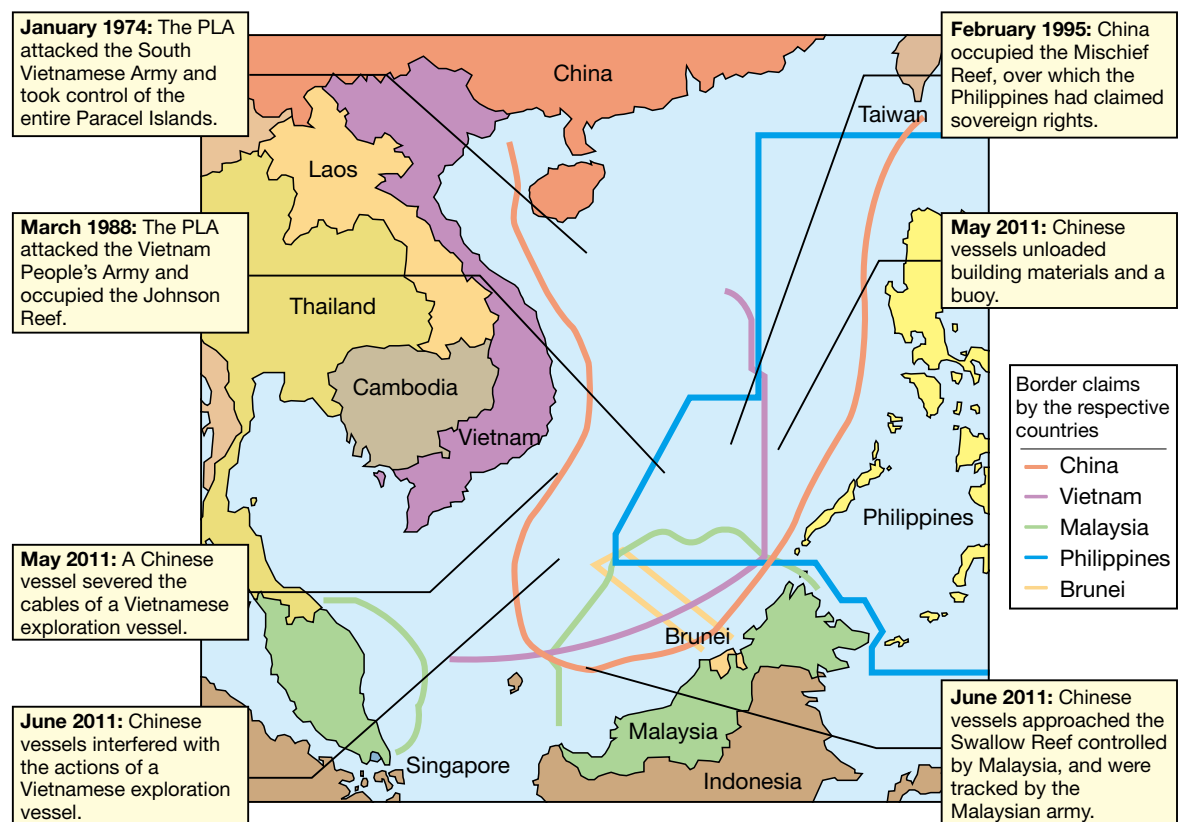 January 1974: The PLA
attacked the South
Vietnamese Army and
took control of the
entire Paracel Islands.
March 1988: The PLA
attacked the Vietnam
People's Army and
occupied the Johnson
Reef.
May 2011: A Chinese
vessel severed the
cables of a Vietnamese
exploration vessel.
June 2011: Chinese
vessels interfered with
the actions of a
Vietnamese exploration
vessel.
China
Taiwan
Laos
Thailand
Cambodia
Vietnam
Philippines
Brunei
Malaysia
Singapore
Indonesia
February 1995: China
occupied the Mischief
Reef, over which the
Philippines had claimed
sovereign rights.
May 2011: Chinese
vessels unloaded
building materials and a
buoy.
Border claims
by the respective
countries
China
Vietnam
Malaysia
Philippines
Brunei
June 2011: Chinese
vessels approached the
Swallow Reef controlled
by Malaysia, and were
tracked by the
Malaysian army.